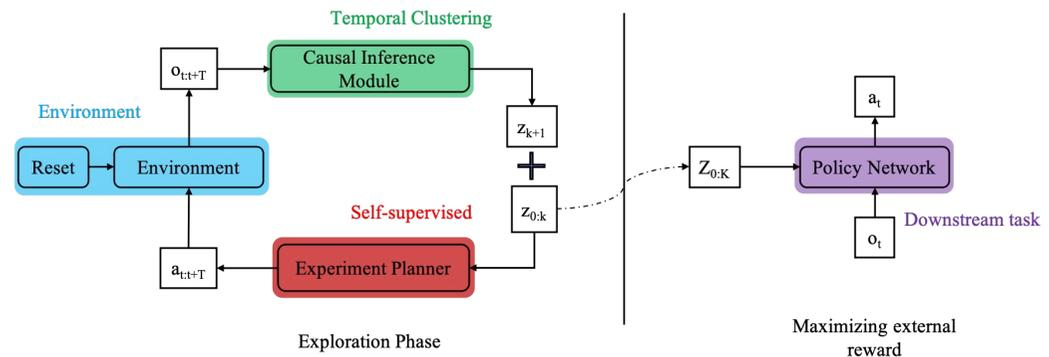 Temporal Clustering
o_{t:t+T}
Causal Inference
Module
Environment
z_{k+1}
+
Reset
Environment
z_{0:k}
Self-supervised
a_{t:t+T}
Experiment Planner
Exploration Phase
a_t
Z_{0:K}
Policy Network
Downstream task
o_t
Maximizing external
reward